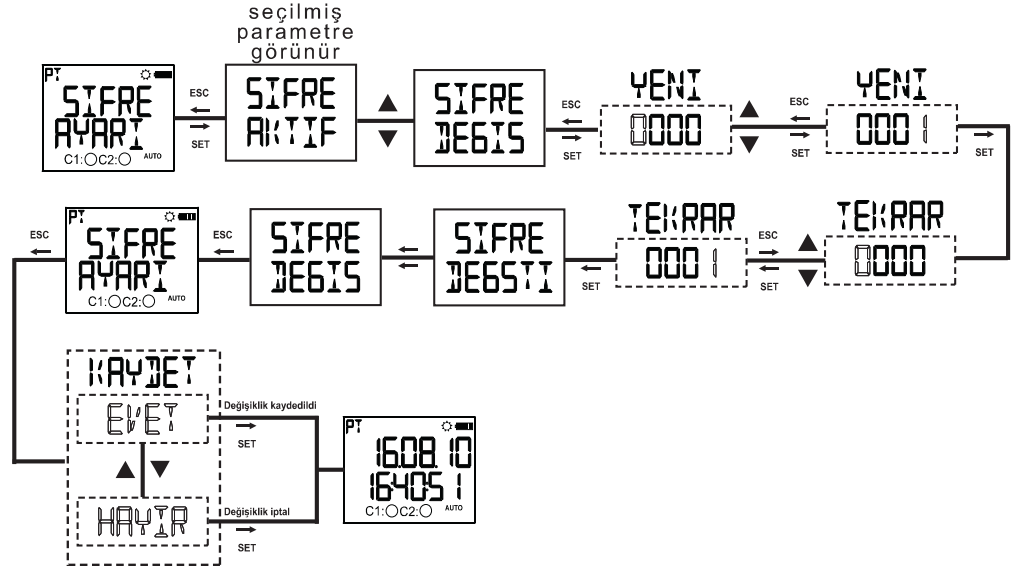 seçilmiş
parametre
görünür
PT
SIFRE
AYARI
C1: C2: AUTO
ESC
SET
SIFRE
AKTIF
SIFRE
DEGIS
ESC
SET
YENI
0000
ESC
SET
YENI
0001
SET
ESC
PT
SIFRE
AYARI
C1: C2: AUTO
ESC
SIFRE
DEGIS
SIFRE
DEGSTI
SET
TEKRAR
0001
ESC
SET
TEKRAR
0000
KAYDET
EVET
HAYIR
Değişiklik kaydedildi
SET
Değişiklik iptal
SET
PT
16.08.10
16:40:51
C1: C2: AUTO